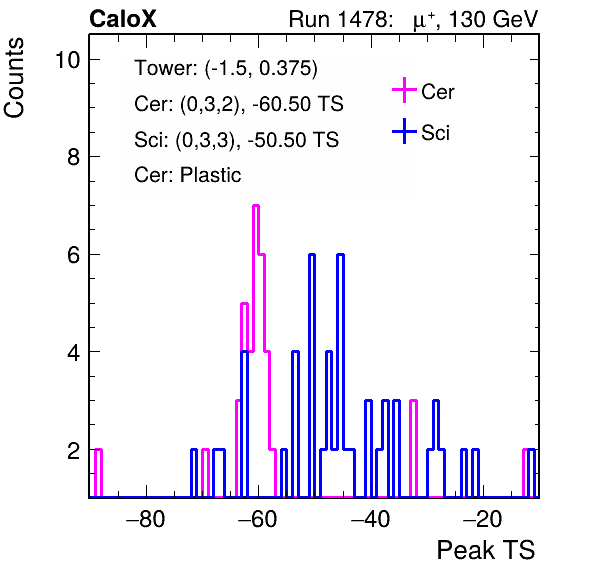 CaloX Run 1478: μ⁺, 130 GeV
Counts
Tower: (-1.5, 0.375)
Cer: (0,3,2), -60.50 TS
Sci: (0,3,3), -50.50 TS
Cer: Plastic
Cer
Sci
10
8
6
4
2
−80 −60 −40 −20
Peak TS